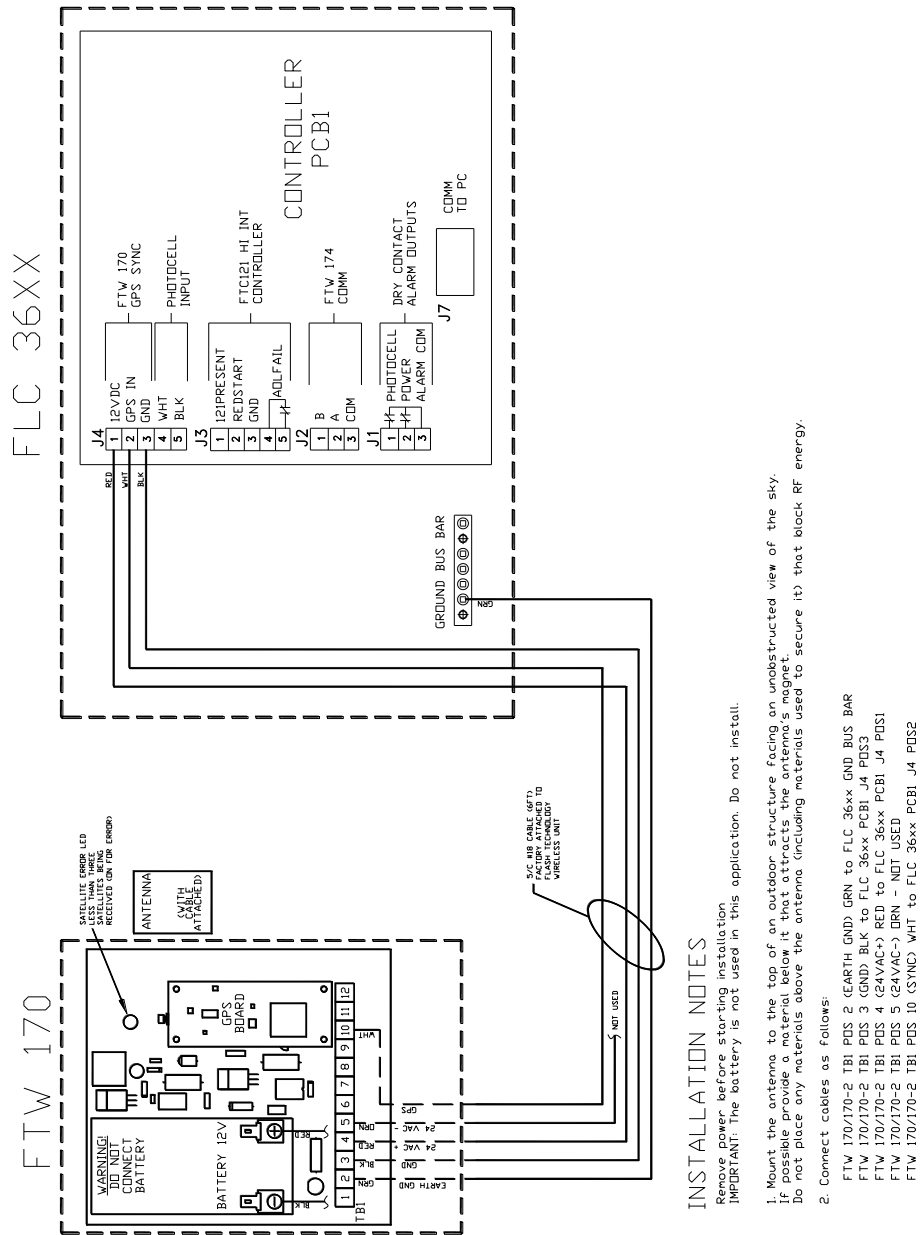 FLC 36XX
CONTROLLER
PCB1
J4
1 12VDC
2 GPS IN
3 GND
4 WHT
5 BLK
FTW 170
GPS SYNC
PHOTOCELL
INPUT
J3
1 121PRESENT
2 REDSTART
3 GND
4
5
AOLFAIL
FTC121 HI INT
CONTROLLER
J2
1 B
2 A
3 COM
FTW 174
COMM
J1
1 PHOTOCELL
2 POWER
3 ALARM COM
DRY CONTACT
ALARM OUTPUTS
J7
COMM
TO PC
RED
WHT
BLK
GROUND BUS BAR
GRN
FTW 170
SATELLITE ERROR LED
LESS THAN THREE
SATELLITES BEING
RECEIVED (ON FOR ERROR)
ANTENNA
(WITH
CABLE
ATTACHED)
GPS
BOARD
WARNING!
DO NOT
CONNECT
BATTERY
BATTERY 12V
RED
BLK
TB1
1 2 3 4 5 6 7 8 9 10 11 12
GRN
BLK
RED
ORN
WHT
EARTH GND
GND
24 VAC +
24 VAC -
GPS
NOT USED
5/C #18 CABLE (6FT)
FACTORY ATTACHED TO
FLASH TECHNOLOGY
WIRELESS UNIT
INSTALLATION NOTES
Remove power before starting installation
IMPORTANT: The battery is not used in this application. Do not install.
1. Mount the antenna to the top of an outdoor structure facing an unobstructed view of the sky.
If possible provide a material below it that attracts the antenna's magnet.
Do not place any materials above the antenna (including materials used to secure it) that block RF energy.
2. Connect cables as follows:
FTW 170/170-2 TB1 POS 2 (EARTH GND) GRN to FLC 36xx GND BUS BAR
FTW 170/170-2 TB1 POS 3 (GND) BLK to FLC 36xx PCB1 J4 POS3
FTW 170/170-2 TB1 POS 4 (24VAC+) RED to FLC 36xx PCB1 J4 POS1
FTW 170/170-2 TB1 POS 5 (24VAC-) ORN - NOT USED
FTW 170/170-2 TB1 POS 10 (SYNC) WHT to FLC 36xx PCB1 J4 POS2